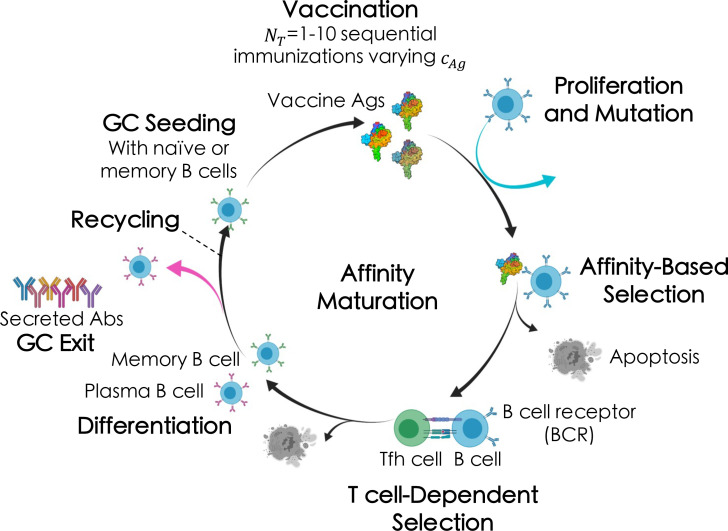 Vaccination
N_T=1-10 sequential
immunizations varying c_Ag
Vaccine Ags
Proliferation
and Mutation
GC Seeding
With naïve or
memory B cells
Recycling
Affinity
Maturation
Affinity-Based
Selection
Secreted Abs
GC Exit
Apoptosis
Memory B cell
Plasma B cell
Differentiation
B cell receptor
(BCR)
Tfh cell
B cell
T cell-Dependent
Selection